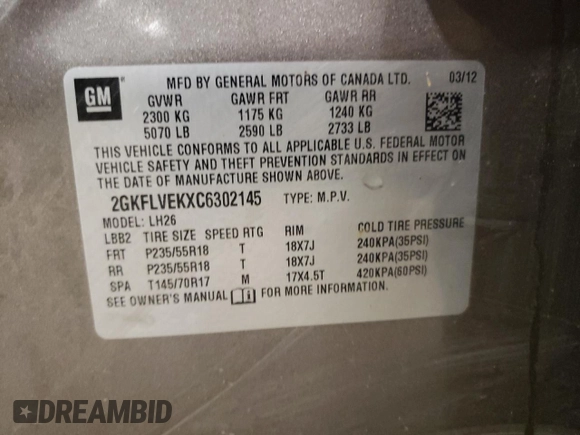 GM
MFD BY GENERAL MOTORS OF CANADA LTD. 03/12
GVWR GAWR FRT GAWR RR
2300 KG 1175 KG 1240 KG
5070 LB 2590 LB 2733 LB
THIS VEHICLE CONFORMS TO ALL APPLICABLE U.S. FEDERAL MOTOR
VEHICLE SAFETY AND THEFT PREVENTION STANDARDS IN EFFECT ON
THE DATE OF MANUFACTURE SHOWN ABOVE.
2GKFLVEKXC6302145 TYPE: M.P.V.
MODEL: LH26
LBB2 TIRE SIZE SPEED RTG RIM COLD TIRE PRESSURE
FRT P235/55R18 T 18X7J 240KPA(35PSI)
RR P235/55R18 T 18X7J 240KPA(35PSI)
SPA T145/70R17 M 17X4.5T 420KPA(60PSI)
SEE OWNER'S MANUAL FOR MORE INFORMATION.
DREAMBID